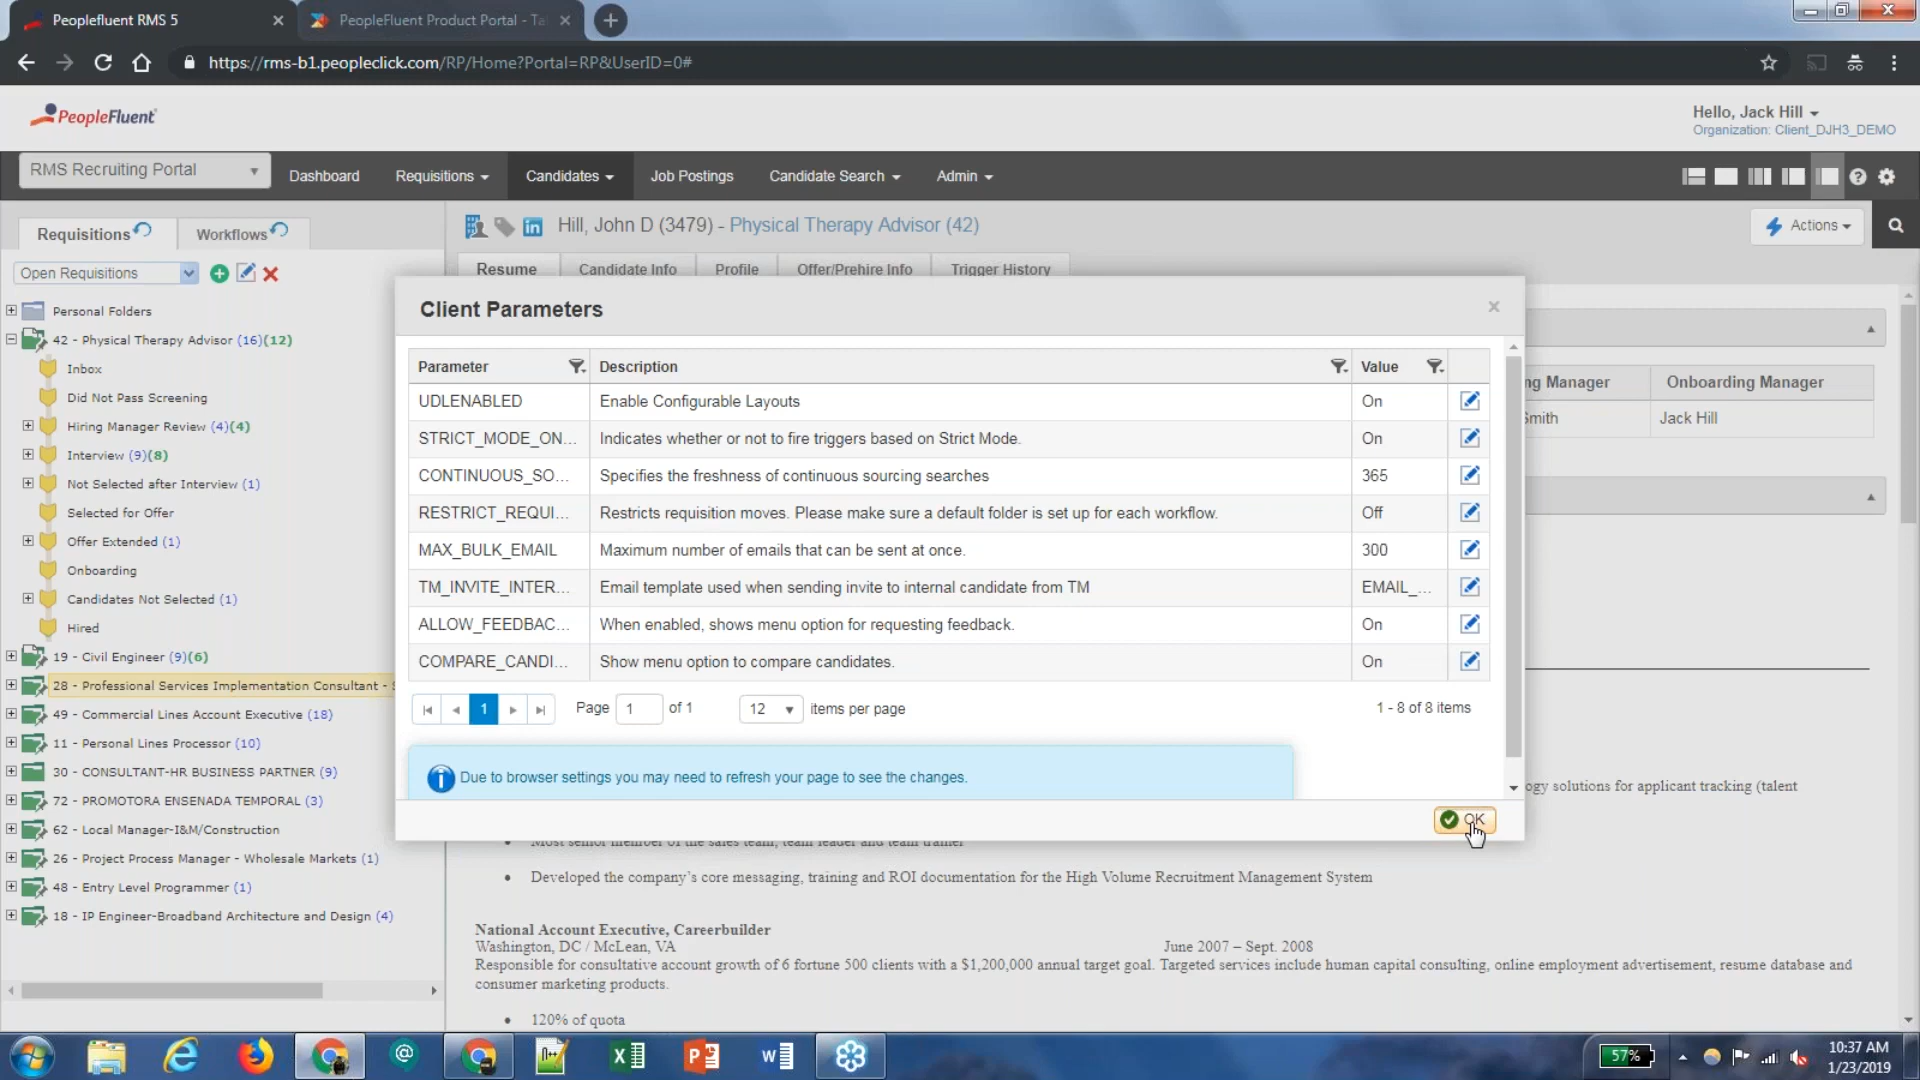 Peoplefluent RMS 5
PeopleFluent Product Portal - Ta
https://rms-b1.peopleclick.com/RP/Home?Portal=RP&UserID=0#
PeopleFluent
Hello, Jack Hill
Organization: Client_DJH3_DEMO
RMS Recruiting Portal
Dashboard
Requisitions
Candidates
Job Postings
Candidate Search
Admin
Requisitions
Workflows
Open Requisitions
Personal Folders
42 - Physical Therapy Advisor (16)(12)
Inbox
Did Not Pass Screening
Hiring Manager Review (4)(4)
Interview (9)(8)
Not Selected after Interview (1)
Selected for Offer
Offer Extended (1)
Onboarding
Candidates Not Selected (1)
Hired
19 - Civil Engineer (9)(6)
28 - Professional Services Implementation Consultant -
49 - Commercial Lines Account Executive (18)
11 - Personal Lines Processor (10)
30 - CONSULTANT-HR BUSINESS PARTNER (9)
72 - PROMOTORA ENSENADA TEMPORAL (3)
62 - Local Manager-I&M/Construction
26 - Project Process Manager - Wholesale Markets (1)
48 - Entry Level Programmer (1)
18 - IP Engineer-Broadband Architecture and Design (4)
Hill, John D (3479) - Physical Therapy Advisor (42)
Actions
Resume
Candidate Info
Profile
Offer/Prehire Info
Trigger History
Client Parameters
Parameter Description Value
UDLENABLED Enable Configurable Layouts On
STRICT_MODE_ON... Indicates whether or not to fire triggers based on Strict Mode. On
CONTINUOUS_SO... Specifies the freshness of continuous sourcing searches 365
RESTRICT_REQUI... Restricts requisition moves. Please make sure a default folder is set up for each workflow. Off
MAX_BULK_EMAIL Maximum number of emails that can be sent at once. 300
TM_INVITE_INTER... Email template used when sending invite to internal candidate from TM EMAIL_...
ALLOW_FEEDBAC... When enabled, shows menu option for requesting feedback. On
COMPARE_CANDI... Show menu option to compare candidates. On
1 Page 1 of 1 12 items per page 1 - 8 of 8 items
Due to browser settings you may need to refresh your page to see the changes.
OK
ng Manager Onboarding Manager
Smith Jack Hill
ogy solutions for applicant tracking (talent
• Most senior member of the sales team, team leader and team trainer
• Developed the company's core messaging, training and ROI documentation for the High Volume Recruitment Management System
National Account Executive, Careerbuilder
Washington, DC / McLean, VA June 2007 – Sept. 2008
Responsible for consultative account growth of 6 fortune 500 clients with a $1,200,000 annual target goal. Targeted services include human capital consulting, online employment advertisement, resume database and
consumer marketing products.
• 120% of quota
57%
10:37 AM
1/23/2019